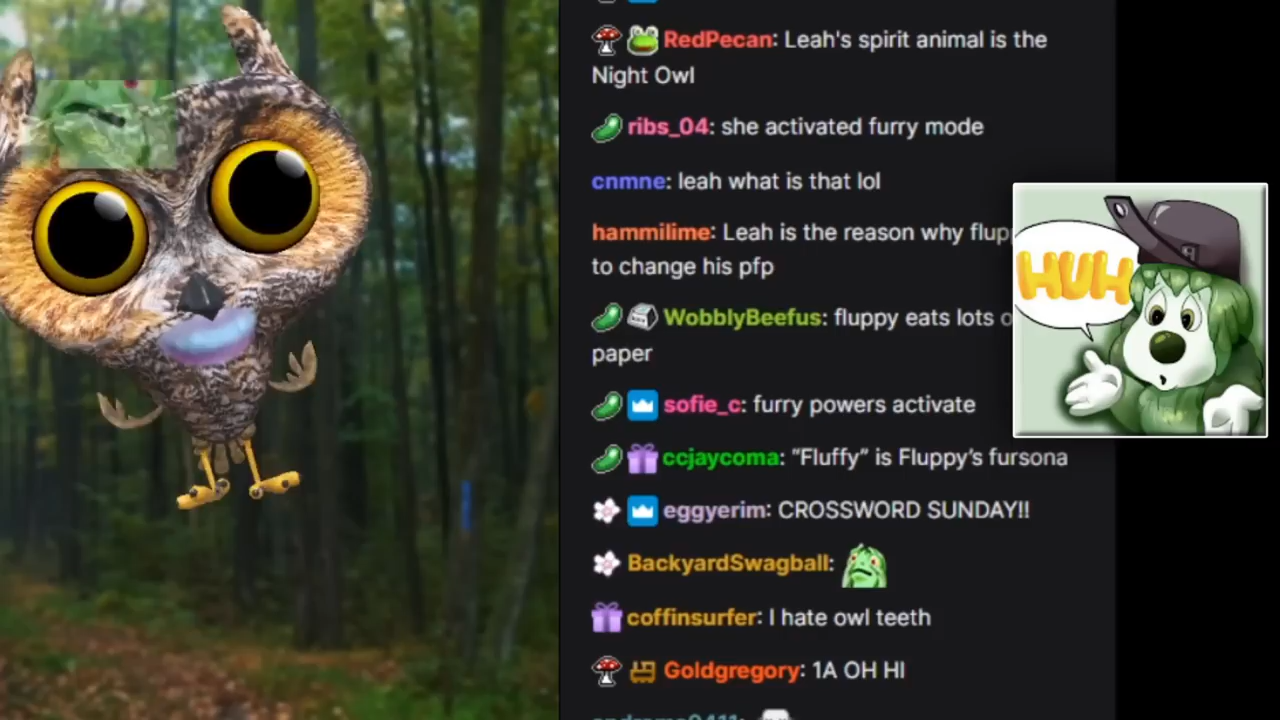 RedPecan: Leah's spirit animal is the
Night Owl
ribs_04: she activated furry mode
cnmne: leah what is that lol
hammilime: Leah is the reason why
to change his pfp
HUH
WobblyBeefus: fluppy eats lots
paper
sofie_c: furry powers activate
ccjaycoma: “Fluffy” is Fluppy’s fursona
eggyerim: CROSSWORD SUNDAY!!
BackyardSwagball:
coffinsurfer: I hate owl teeth
Goldgregory: 1A OH HI